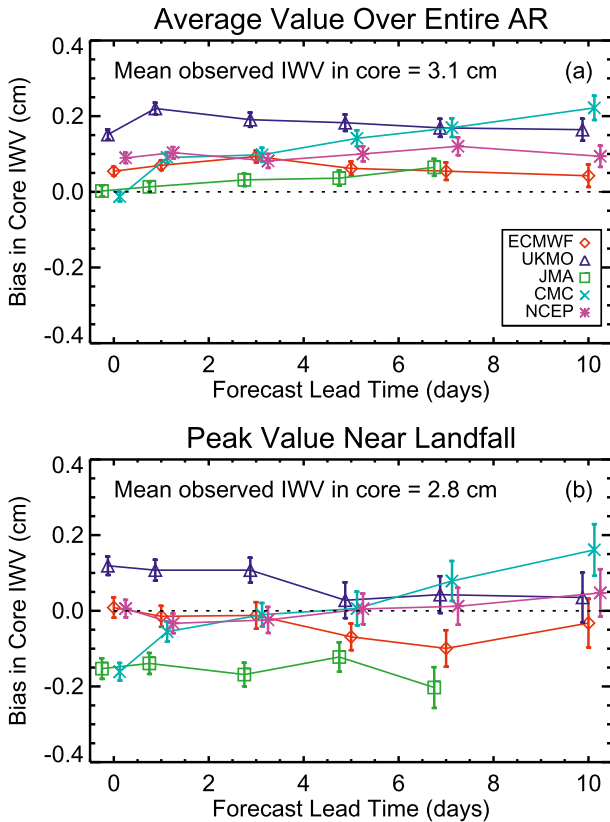 Average Value Over Entire AR
Mean observed IWV in core = 3.1 cm
(a)
0.4
0.2
0.0
-0.2
-0.4
Bias in Core IWV (cm)
ECMWF
UKMO
JMA
CMC
NCEP
0 2 4 6 8 10
Forecast Lead Time (days)
Peak Value Near Landfall
Mean observed IWV in core = 2.8 cm
(b)
0.4
0.2
0.0
-0.2
-0.4
Bias in Core IWV (cm)
0 2 4 6 8 10
Forecast Lead Time (days)